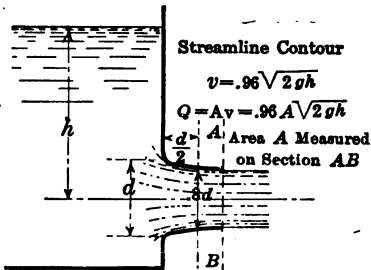 Streamline Contour
v=.96√2gh
Q=Av=.96A√2gh
h
d/2
A
Area A Measured
on Section AB
d
8d
B